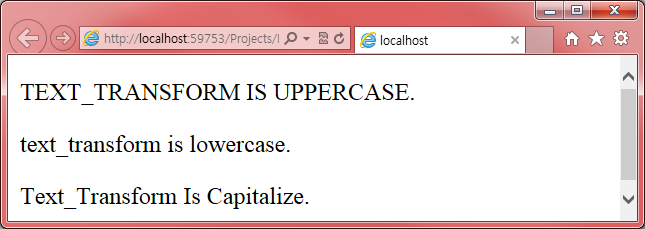 http://localhost:59753/Projects/
localhost
TEXT_TRANSFORM IS UPPERCASE.
text_transform is lowercase.
Text_Transform Is Capitalize.